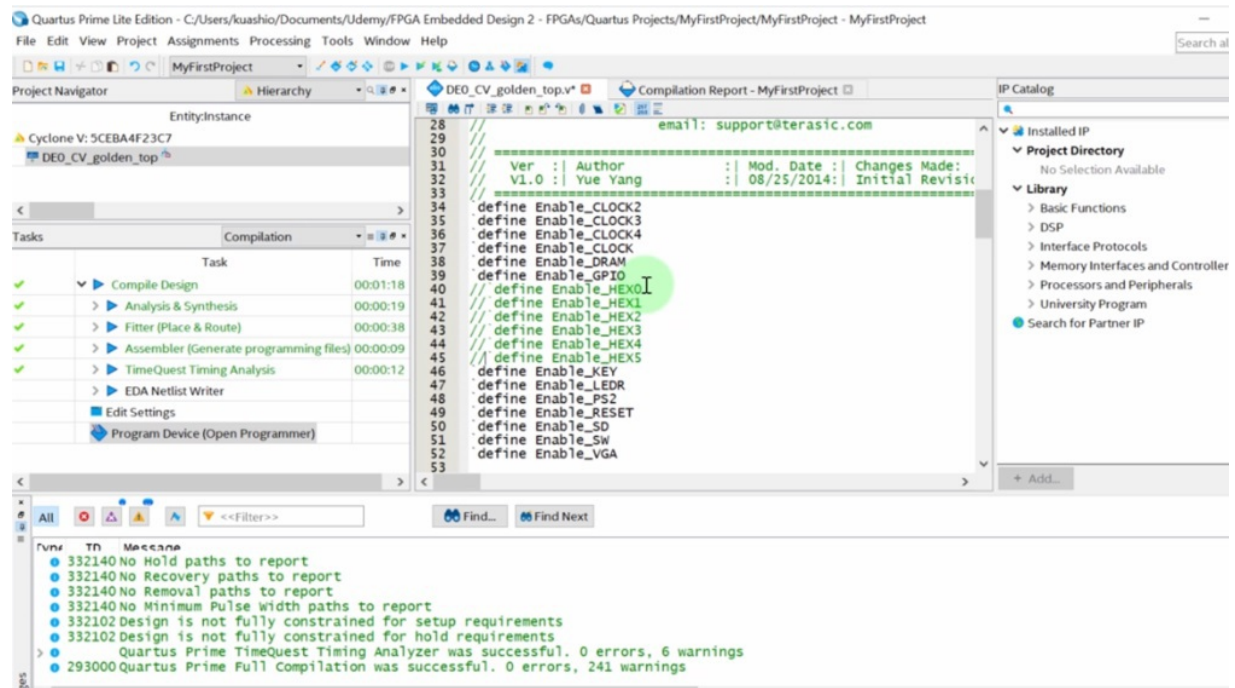 Quartus Prime Lite Edition - C:/Users/kuashio/Documents/Udemy/FPGA Embedded Design 2 - FPGAs/Quartus Projects/MyFirstProject/MyFirstProject - MyFirstProject
File Edit View Project Assignments Processing Tools Window Help
Search al
MyFirstProject
Project Navigator
Hierarchy
Entity:Instance
Cyclone V: 5CEBA4F23C7
DE0_CV_golden_top
Tasks
Compilation
Task Time
Compile Design 00:01:18
Analysis & Synthesis 00:00:19
Fitter (Place & Route) 00:00:38
Assembler (Generate programming files) 00:00:09
TimeQuest Timing Analysis 00:00:12
EDA Netlist Writer
Edit Settings
Program Device (Open Programmer)
DE0_CV_golden_top.v*
Compilation Report - MyFirstProject
28 // email: support@terasic.com
29 //
30 // ============================================================
31 // Ver :| Author :| Mod. Date :| Changes Made:
32 // V1.0 :| Yue Yang :| 08/25/2014:| Initial Revisio
33 // ============================================================
34 `define Enable_CLOCK2
35 `define Enable_CLOCK3
36 `define Enable_CLOCK4
37 `define Enable_CLOCK
38 `define Enable_DRAM
39 `define Enable_GPIO
40 //`define Enable_HEX0
41 //`define Enable_HEX1
42 //`define Enable_HEX2
43 //`define Enable_HEX3
44 //`define Enable_HEX4
45 //`define Enable_HEX5
46 `define Enable_KEY
47 `define Enable_LEDR
48 `define Enable_PS2
49 `define Enable_RESET
50 `define Enable_SD
51 `define Enable_SW
52 `define Enable_VGA
53
IP Catalog
Installed IP
Project Directory
No Selection Available
Library
Basic Functions
DSP
Interface Protocols
Memory Interfaces and Controller
Processors and Peripherals
University Program
Search for Partner IP
+ Add...
All
<<Filter>>
Find...
Find Next
Type ID Message
332140 No Hold paths to report
332140 No Recovery paths to report
332140 No Removal paths to report
332140 No Minimum Pulse Width paths to report
332102 Design is not fully constrained for setup requirements
332102 Design is not fully constrained for hold requirements
Quartus Prime TimeQuest Timing Analyzer was successful. 0 errors, 6 warnings
293000 Quartus Prime Full Compilation was successful. 0 errors, 241 warnings